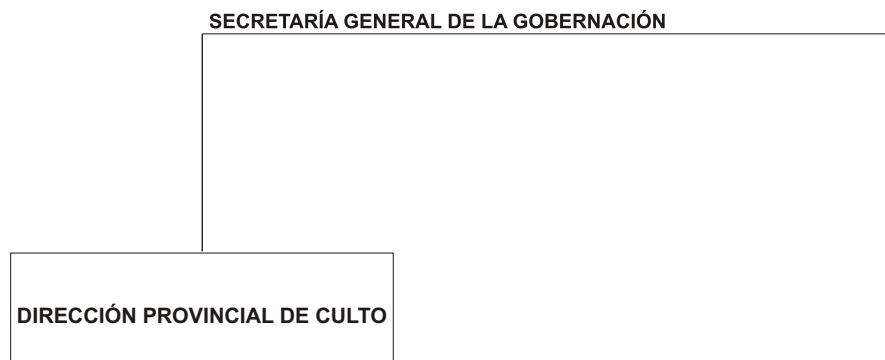 SECRETARÍA GENERAL DE LA GOBERNACIÓN
DIRECCIÓN PROVINCIAL DE CULTO